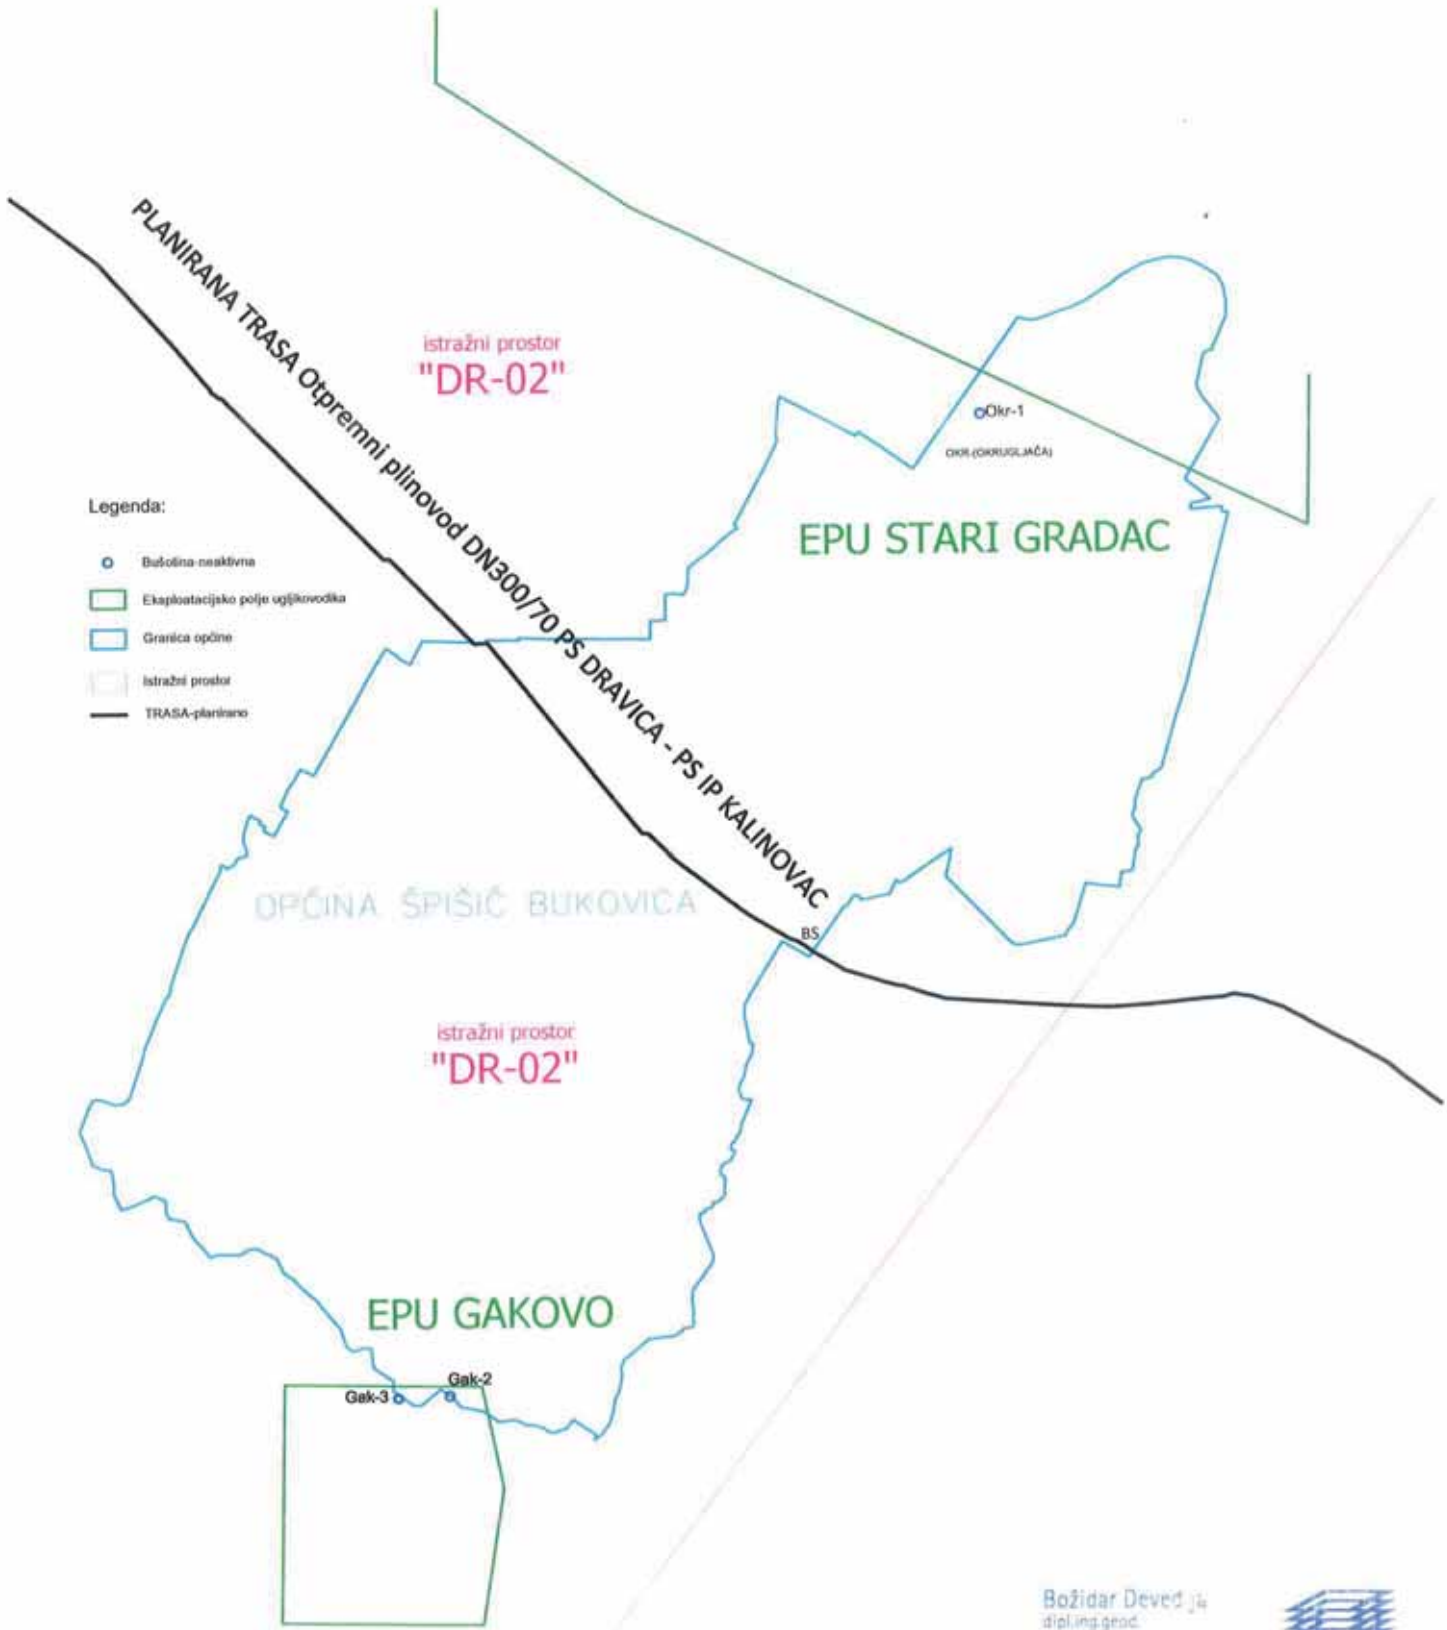 PLANIRANA TRASA Otpremni plinovod DN300/70 PS DRAVICA - PS IP KALINOVAC
istražni prostor
"DR-02"
Okr-1
OKR-(OKRUGLJAČA)
EPU STARI GRADAC
Legenda:
Bušotina-neaktivna
Eksploatacijsko polje ugljikovodika
Granica općine
Istražni prostor
TRASA-planirano
OPĆINA ŠPIŠIĆ BUKOVICA
BS
istražni prostor
"DR-02"
EPU GAKOVO
Gak-2
Gak-3
Božidar
dipl.ing.geod.